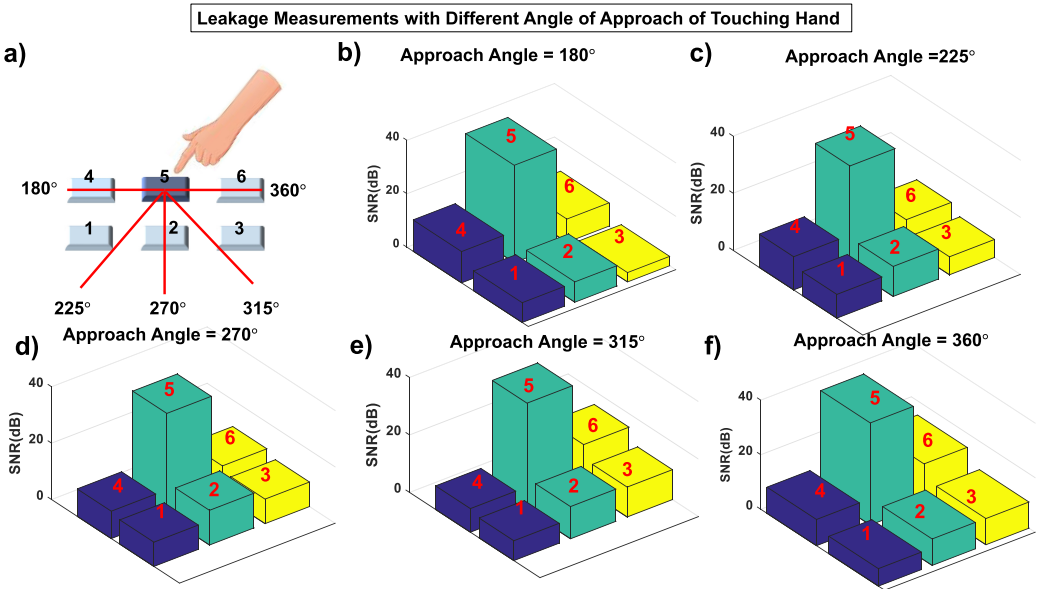 Leakage Measurements with Different Angle of Approach of Touching Hand
a)
4 5 6
180° 360°
1 2 3
225° 270° 315°
b)
Approach Angle = 180°
40
20
0
SNR(dB)
5
6
4
3
2
1
c)
Approach Angle =225°
40
20
0
SNR(dB)
5
6
4
3
2
1
d)
Approach Angle = 270°
40
20
0
SNR(dB)
5
6
4
3
2
1
e)
Approach Angle = 315°
40
20
0
SNR(dB)
5
6
4
3
2
1
f)
Approach Angle = 360°
40
20
0
SNR(dB)
5
6
4
3
2
1